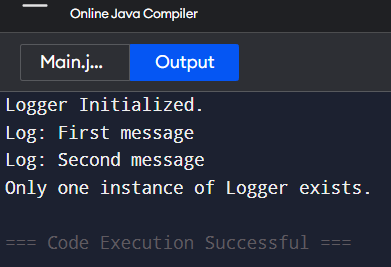 Online Java Compiler
Main.j...
Output
Logger Initialized.
Log: First message
Log: Second message
Only one instance of Logger exists.
=== Code Execution Successful ===